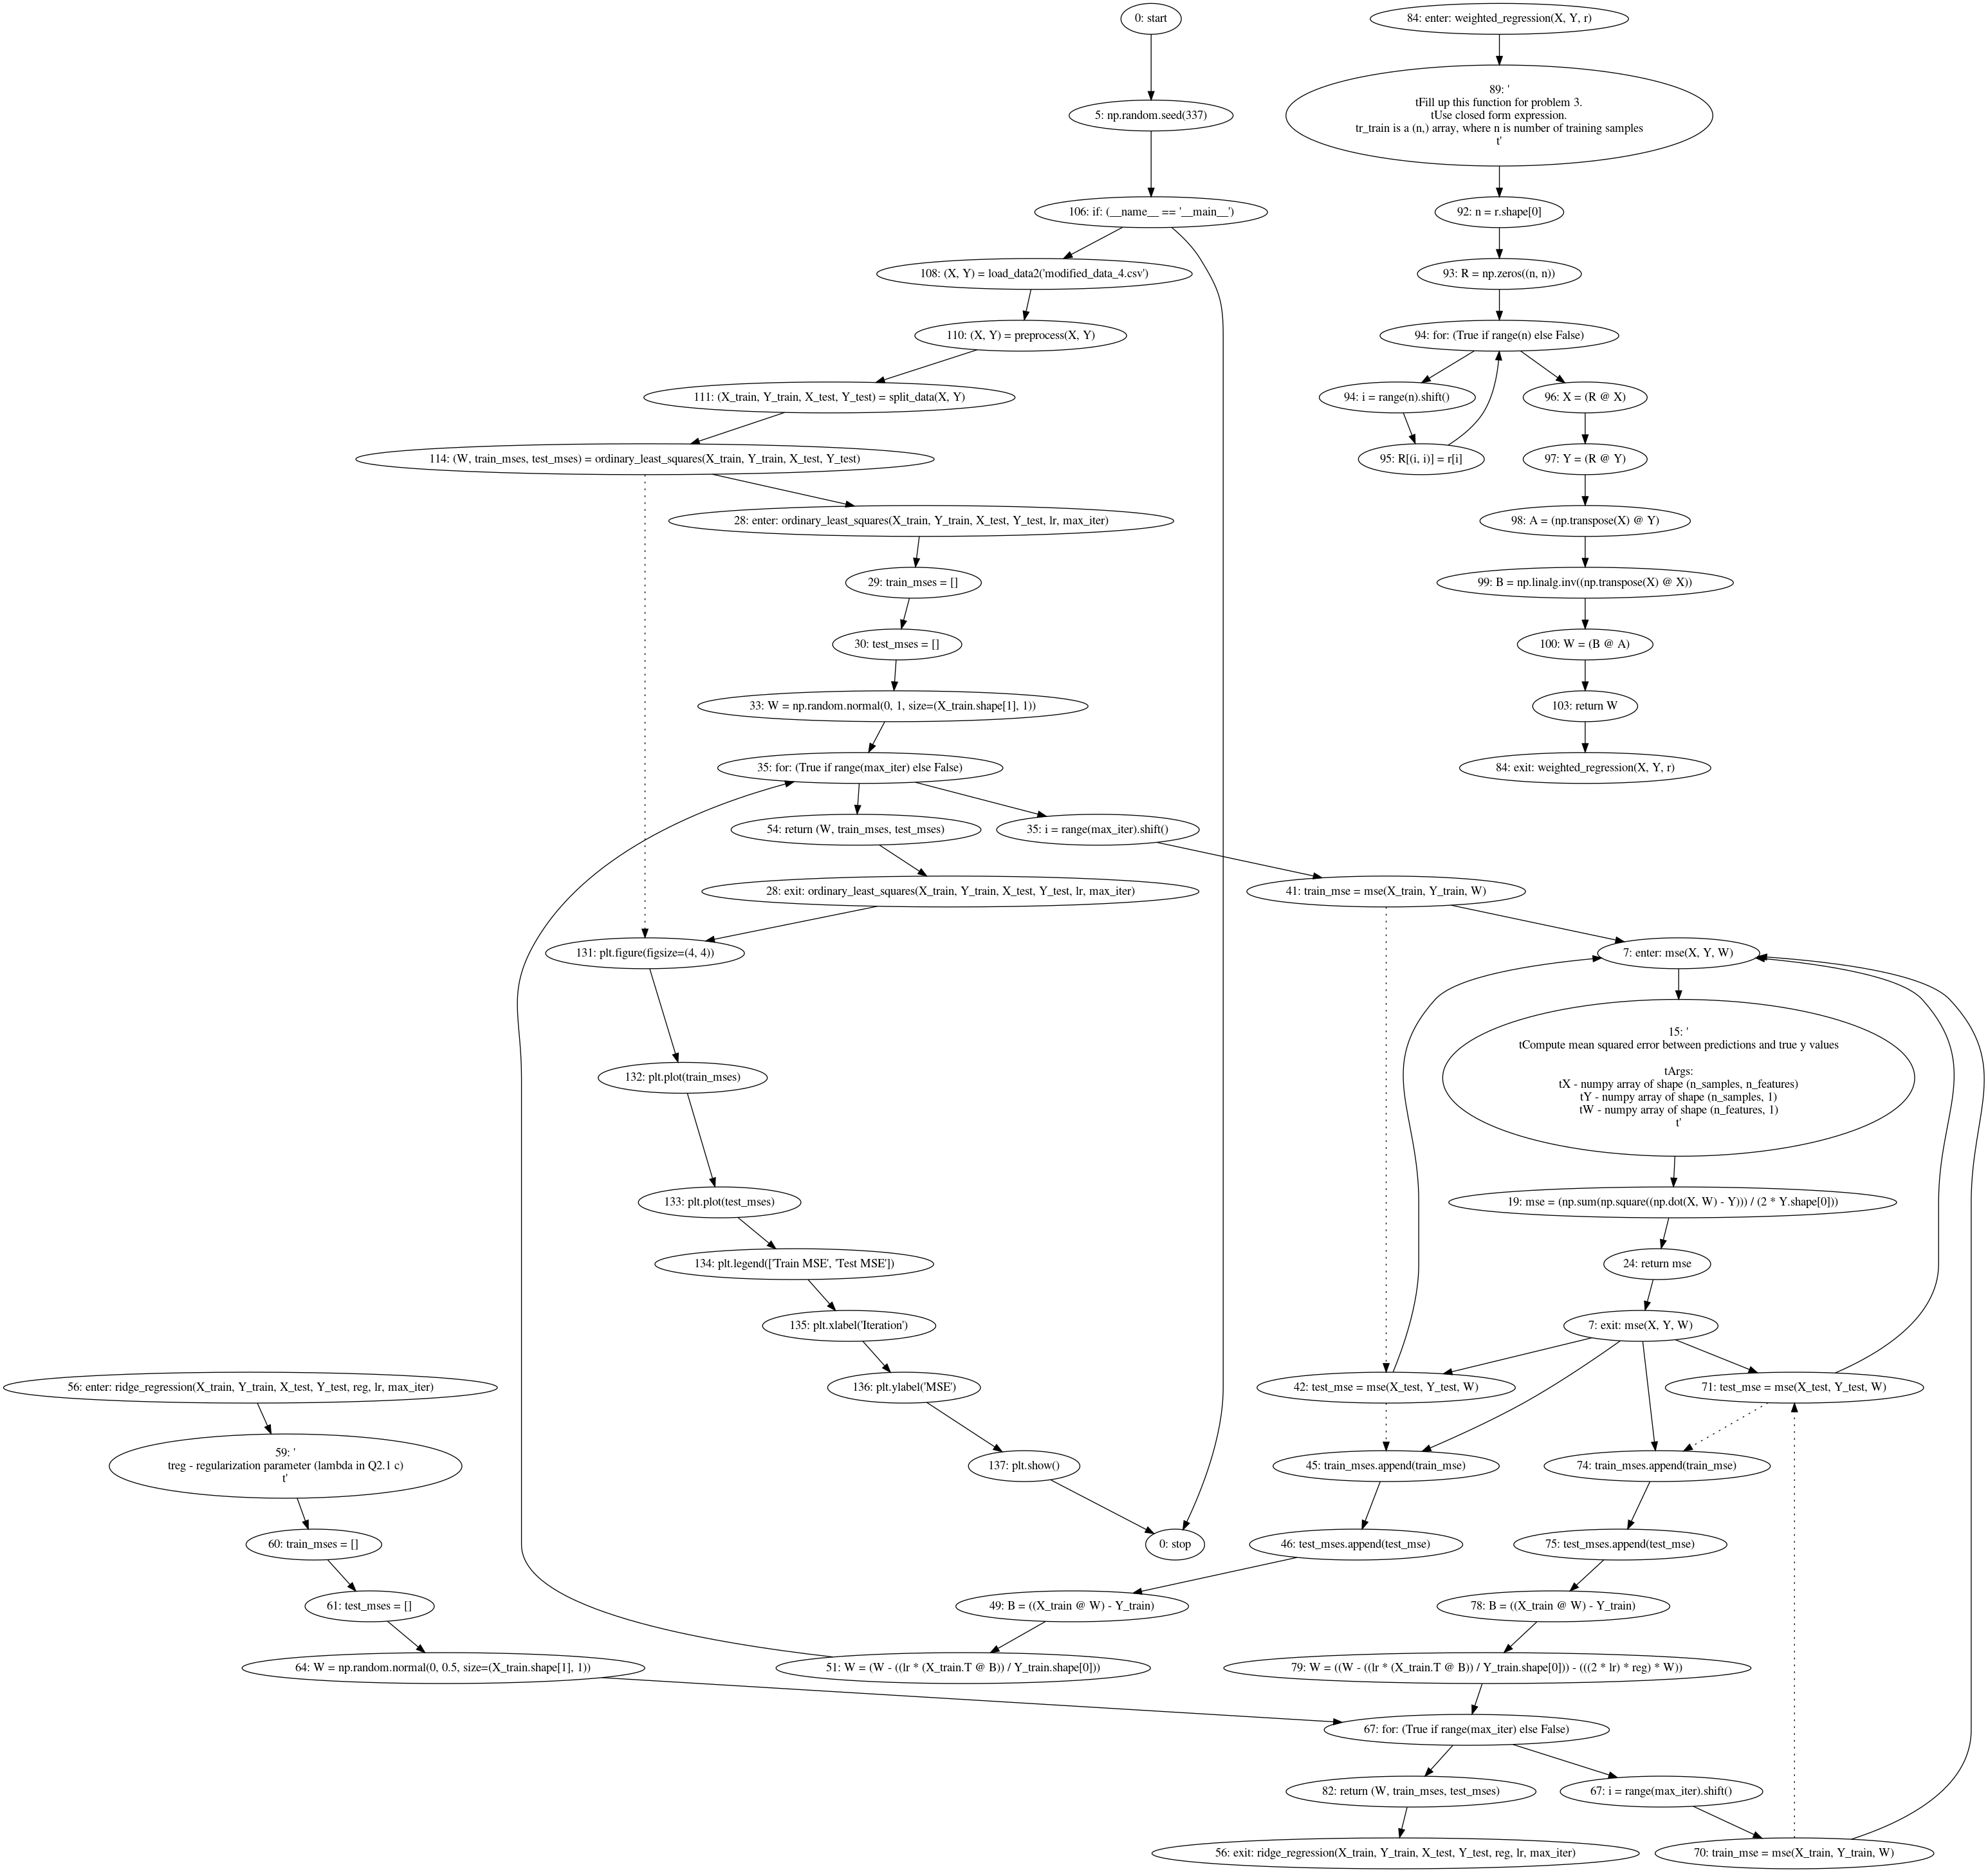 0: start
5: np.random.seed(337)
106: if: (__name__ == '__main__')
108: (X, Y) = load_data2('modified_data_4.csv')
110: (X, Y) = preprocess(X, Y)
111: (X_train, Y_train, X_test, Y_test) = split_data(X, Y)
114: (W, train_mses, test_mses) = ordinary_least_squares(X_train, Y_train, X_test, Y_test)
28: enter: ordinary_least_squares(X_train, Y_train, X_test, Y_test, lr, max_iter)
29: train_mses = []
30: test_mses = []
33: W = np.random.normal(0, 1, size=(X_train.shape[1], 1))
35: for: (True if range(max_iter) else False)
54: return (W, train_mses, test_mses)
35: i = range(max_iter).shift()
28: exit: ordinary_least_squares(X_train, Y_train, X_test, Y_test, lr, max_iter)
131: plt.figure(figsize=(4, 4))
132: plt.plot(train_mses)
133: plt.plot(test_mses)
134: plt.legend(['Train MSE', 'Test MSE'])
135: plt.xlabel('Iteration')
136: plt.ylabel('MSE')
137: plt.show()
0: stop
84: enter: weighted_regression(X, Y, r)
89: '
tFill up this function for problem 3.
tUse closed form expression.
tr_train is a (n,) array, where n is number of training samples
t'
92: n = r.shape[0]
93: R = np.zeros((n, n))
94: for: (True if range(n) else False)
94: i = range(n).shift()
95: R[(i, i)] = r[i]
96: X = (R @ X)
97: Y = (R @ Y)
98: A = (np.transpose(X) @ Y)
99: B = np.linalg.inv((np.transpose(X) @ X))
100: W = (B @ A)
103: return W
84: exit: weighted_regression(X, Y, r)
41: train_mse = mse(X_train, Y_train, W)
7: enter: mse(X, Y, W)
15: '
tCompute mean squared error between predictions and true y values
tArgs:
tX - numpy array of shape (n_samples, n_features)
tY - numpy array of shape (n_samples, 1)
tW - numpy array of shape (n_features, 1)
t'
19: mse = (np.sum(np.square((np.dot(X, W) - Y))) / (2 * Y.shape[0]))
24: return mse
7: exit: mse(X, Y, W)
42: test_mse = mse(X_test, Y_test, W)
71: test_mse = mse(X_test, Y_test, W)
45: train_mses.append(train_mse)
74: train_mses.append(train_mse)
46: test_mses.append(test_mse)
75: test_mses.append(test_mse)
49: B = ((X_train @ W) - Y_train)
78: B = ((X_train @ W) - Y_train)
51: W = (W - ((lr * (X_train.T @ B)) / Y_train.shape[0]))
79: W = ((W - ((lr * (X_train.T @ B)) / Y_train.shape[0])) - (((2 * lr) * reg) * W))
56: enter: ridge_regression(X_train, Y_train, X_test, Y_test, reg, lr, max_iter)
59: '
treg - regularization parameter (lambda in Q2.1 c)
t'
60: train_mses = []
61: test_mses = []
64: W = np.random.normal(0, 0.5, size=(X_train.shape[1], 1))
67: for: (True if range(max_iter) else False)
82: return (W, train_mses, test_mses)
67: i = range(max_iter).shift()
56: exit: ridge_regression(X_train, Y_train, X_test, Y_test, reg, lr, max_iter)
70: train_mse = mse(X_train, Y_train, W)